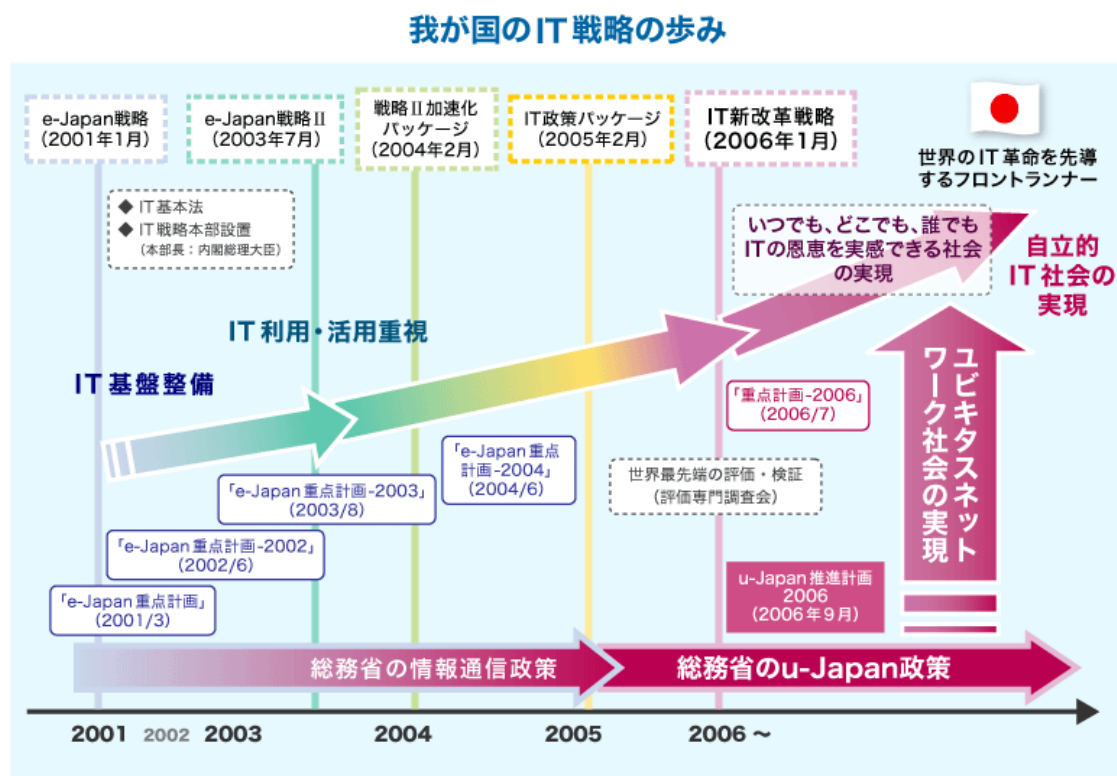 我が国のIT戦略の歩み
e-Japan戦略
(2001年1月)
e-Japan戦略Ⅱ
(2003年7月)
戦略Ⅱ加速化
パッケージ
(2004年2月)
IT政策パッケージ
(2005年2月)
IT新改革戦略
(2006年1月)
世界のIT革命を先導
するフロントランナー
◆ IT基本法
◆ IT戦略本部設置
(本部長：内閣総理大臣)
いつでも、どこでも、誰でも
ITの恩恵を実感できる社会
の実現
自立的
IT社会の
実現
IT利用・活用重視
IT基盤整備
「重点計画-2006」
(2006/7)
ユビキタスネット
ワーク社会の実現
「e-Japan重点
計画-2004」
(2004/6)
世界最先端の評価・検証
(評価専門調査会)
「e-Japan重点計画-2003」
(2003/8)
「e-Japan重点計画-2002」
(2002/6)
「e-Japan重点計画」
(2001/3)
u-Japan推進計画
2006
(2006年9月)
総務省の情報通信政策
総務省のu-Japan政策
2001 2002 2003 2004 2005 2006～